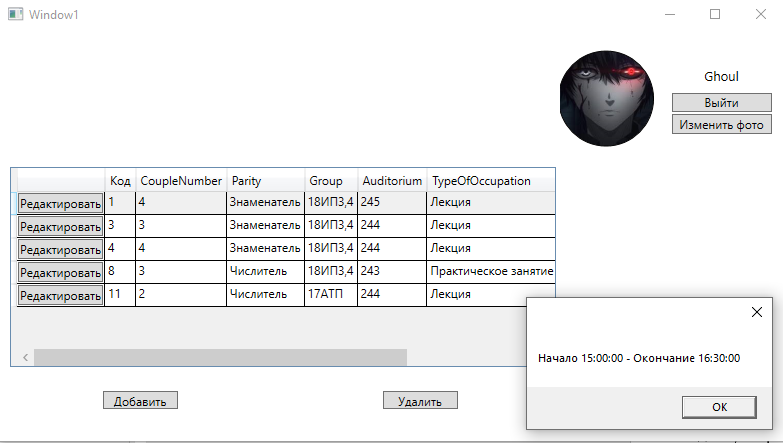 Window1
Ghoul
Выйти
Изменить фото
Код CoupleNumber Parity Group Auditorium TypeOfOccupation
Редактировать 1 4 Знаменатель 18ИП3,4 245 Лекция
Редактировать 3 3 Знаменатель 18ИП3,4 244 Лекция
Редактировать 4 4 Знаменатель 18ИП3,4 244 Лекция
Редактировать 8 3 Числитель 18ИП3,4 243 Практическое занятие
Редактировать 11 2 Числитель 17АТП 244 Лекция
Начало 15:00:00 - Окончание 16:30:00
OK
Добавить
Удалить